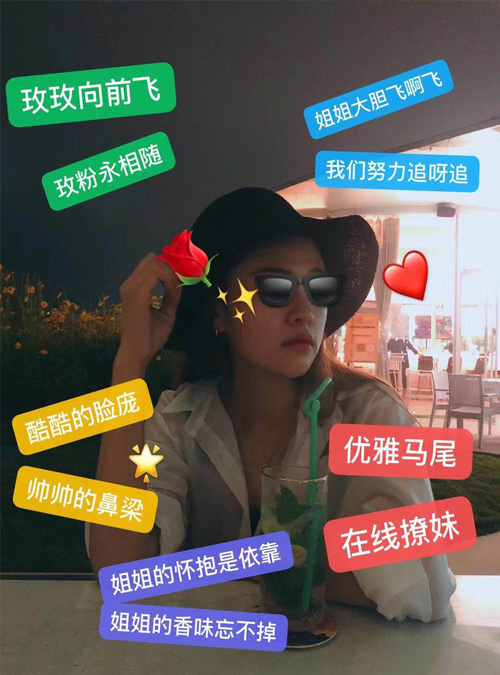 玫玫向前飞
玫粉永相随
姐姐大胆飞啊飞
我们努力追呀追
酷酷的脸庞
帅帅的鼻梁
优雅马尾
在线撩妹
姐姐的怀抱是依靠
姐姐的香味忘不掉